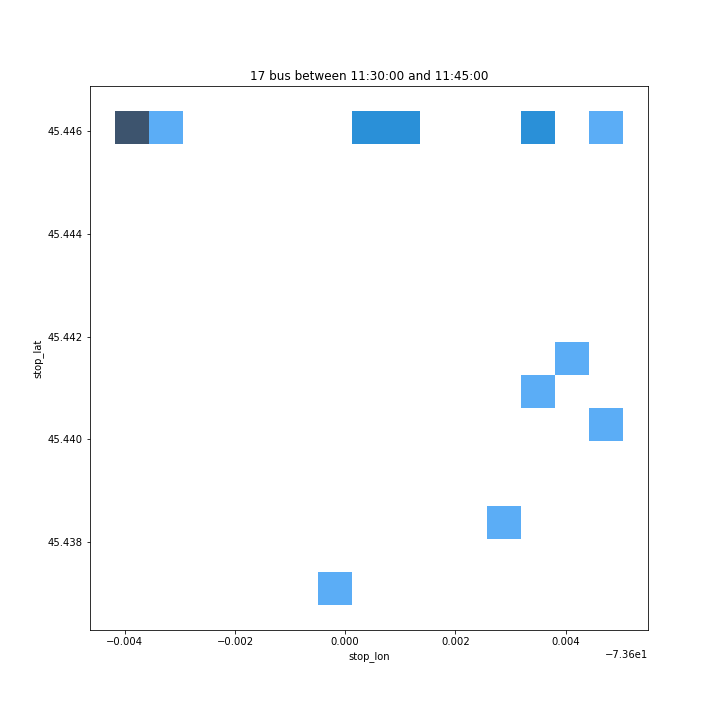 17 bus between 11:30:00 and 11:45:00
45.446
45.444
45.442
45.440
45.438
stop_lat
−0.004 −0.002 0.000 0.002 0.004
stop_lon
−7.36e1